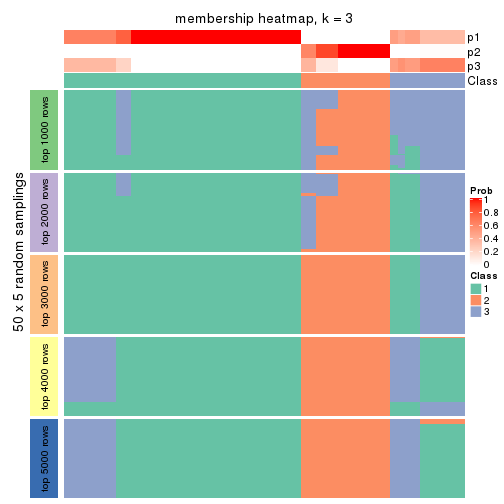 membership heatmap, k = 3
p1
p2
p3
Class
50 x 5 random samplings
top 1000 rows
top 2000 rows
top 3000 rows
top 4000 rows
top 5000 rows
Prob
1
0.8
0.6
0.4
0.2
0
Class
1
2
3